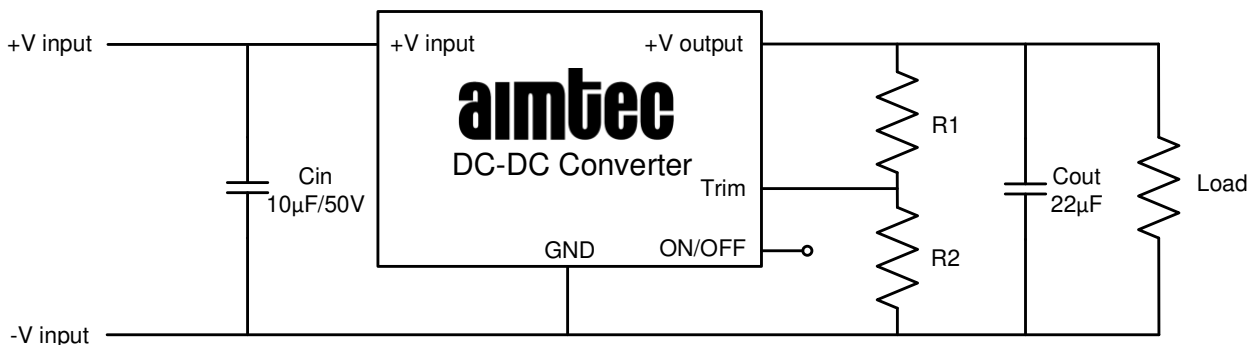 +V input
+V input
+V output
aimtec
DC-DC Converter
R1
Trim
Cin
10µF/50V
Cout
22µF
Load
GND
ON/OFF
R2
-V input